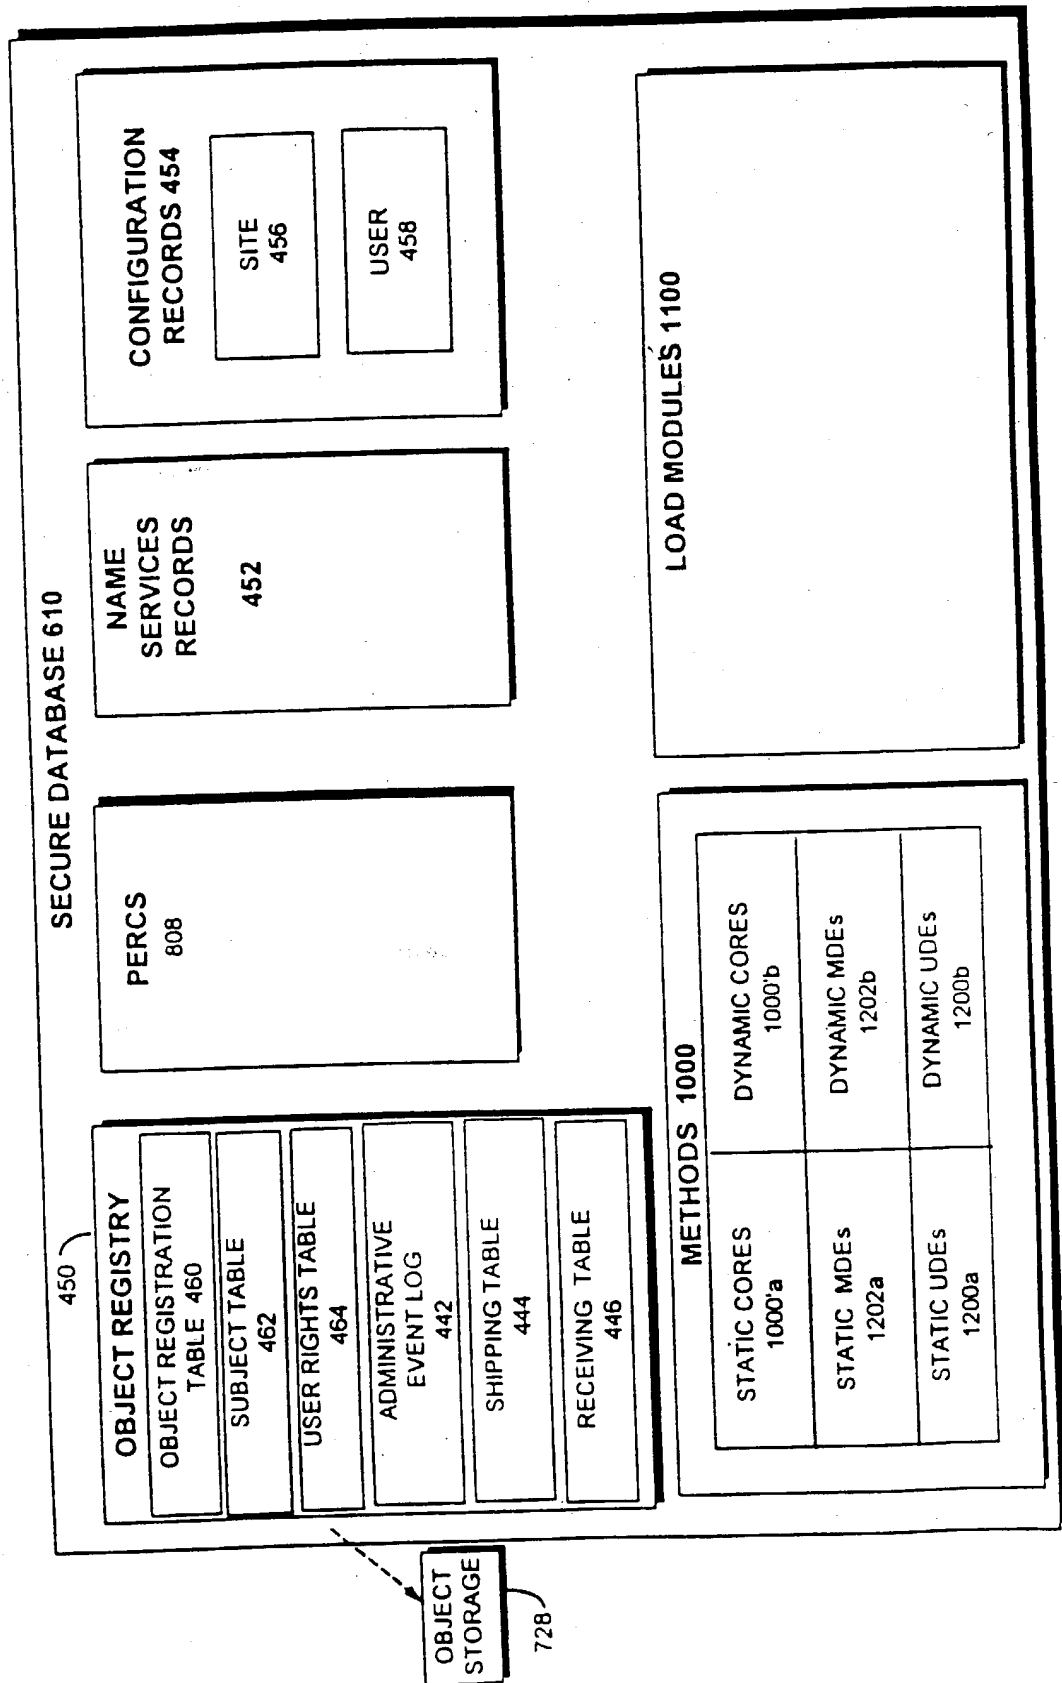 SECURE DATABASE 610
450
OBJECT REGISTRY
OBJECT REGISTRATION
TABLE 460
SUBJECT TABLE
462
USER RIGHTS TABLE
464
ADMINISTRATIVE
EVENT LOG
442
SHIPPING TABLE
444
RECEIVING TABLE
446
PERCS
808
NAME
SERVICES
RECORDS
452
CONFIGURATION
RECORDS 454
SITE
456
USER
458
OBJECT
STORAGE
728
METHODS 1000
STATIC CORES
1000'a
DYNAMIC CORES
1000'b
STATIC MDEs
1202a
DYNAMIC MDEs
1202b
STATIC UDEs
1200a
DYNAMIC UDEs
1200b
LOAD MODULES 1100